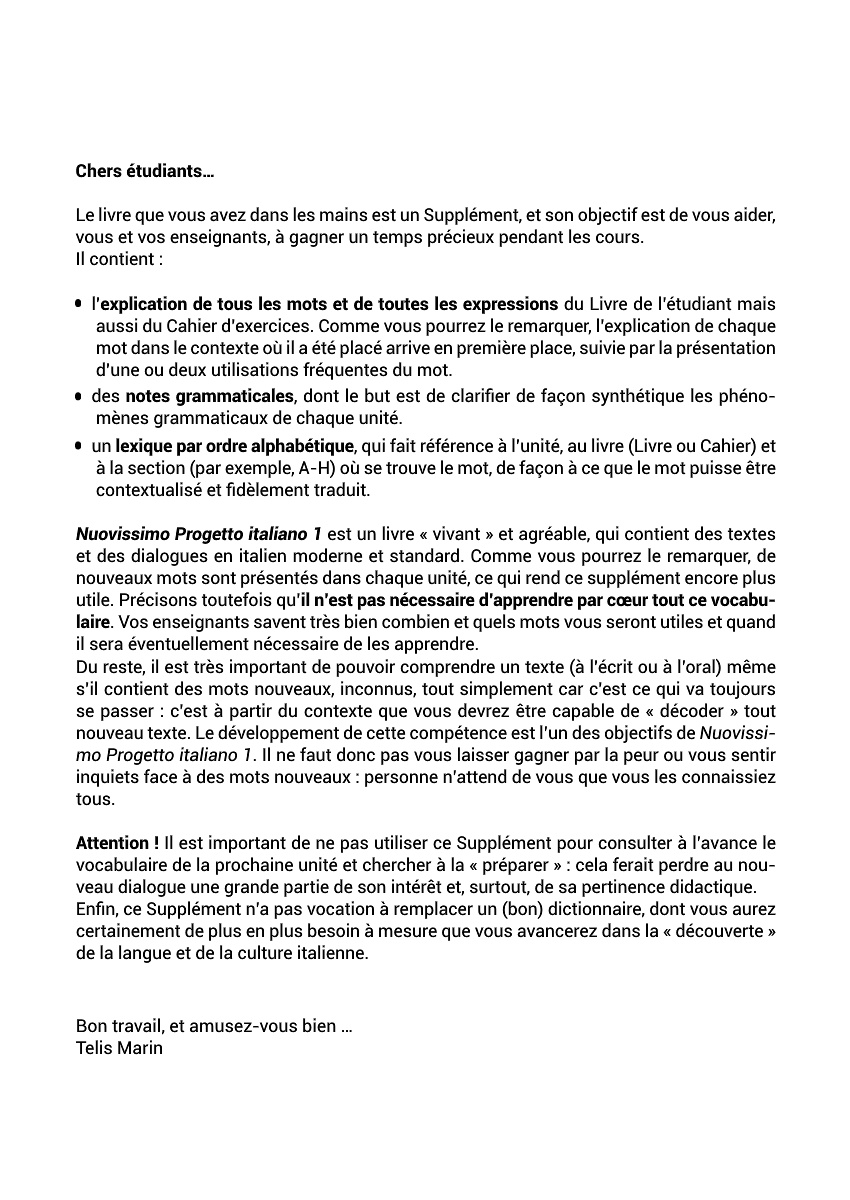 Chers étudiants…
Le livre que vous avez dans les mains est un Supplément, et son objectif est de vous aider,
vous et vos enseignants, à gagner un temps précieux pendant les cours.
Il contient :
• l'explication de tous les mots et de toutes les expressions du Livre de l'étudiant mais
aussi du Cahier d'exercices. Comme vous pourrez le remarquer, l'explication de chaque
mot dans le contexte où il a été placé arrive en première place, suivie par la présentation
d'une ou deux utilisations fréquentes du mot.
• des notes grammaticales, dont le but est de clarifier de façon synthétique les phéno-
mènes grammaticaux de chaque unité.
• un lexique par ordre alphabétique, qui fait référence à l'unité, au livre (Livre ou Cahier) et
à la section (par exemple, A-H) où se trouve le mot, de façon à ce que le mot puisse être
contextualisé et fidèlement traduit.
Nuovissimo Progetto italiano 1 est un livre « vivant » et agréable, qui contient des textes
et des dialogues en italien moderne et standard. Comme vous pourrez le remarquer, de
nouveaux mots sont présentés dans chaque unité, ce qui rend ce supplément encore plus
utile. Précisons toutefois qu'il n'est pas nécessaire d'apprendre par cœur tout ce vocabu-
laire. Vos enseignants savent très bien combien et quels mots vous seront utiles et quand
il sera éventuellement nécessaire de les apprendre.
Du reste, il est très important de pouvoir comprendre un texte (à l'écrit ou à l'oral) même
s'il contient des mots nouveaux, inconnus, tout simplement car c'est ce qui va toujours
se passer : c'est à partir du contexte que vous devrez être capable de « décoder » tout
nouveau texte. Le développement de cette compétence est l'un des objectifs de Nuovissi-
mo Progetto italiano 1. Il ne faut donc pas vous laisser gagner par la peur ou vous sentir
inquiets face à des mots nouveaux : personne n'attend de vous que vous les connaissiez
tous.
Attention ! Il est important de ne pas utiliser ce Supplément pour consulter à l'avance le
vocabulaire de la prochaine unité et chercher à la « préparer » : cela ferait perdre au nou-
veau dialogue une grande partie de son intérêt et, surtout, de sa pertinence didactique.
Enfin, ce Supplément n'a pas vocation à remplacer un (bon) dictionnaire, dont vous aurez
certainement de plus en plus besoin à mesure que vous avancerez dans la « découverte »
de la langue et de la culture italienne.
Bon travail, et amusez-vous bien …
Telis Marin